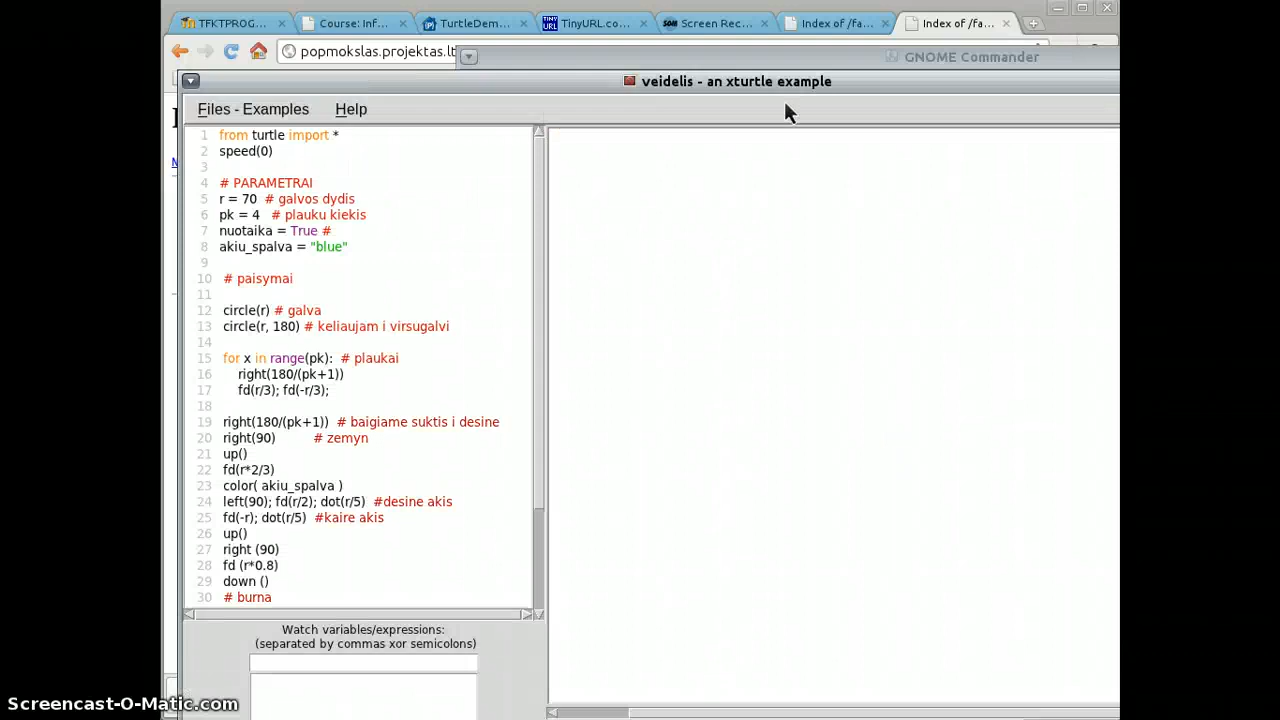 TFKTPROG...
Course: Inf...
TurtleDem...
TINY URL TinyURL.co...
SOM Screen Rec...
Index of /fa...
Index of /fa...
popmokslas.projektas.lt
GNOME Commander
veidelis - an xturtle example
Files - Examples Help
1 from turtle import *
2 speed(0)
3
4 # PARAMETRAI
5 r = 70 # galvos dydis
6 pk = 4 # plauku kiekis
7 nuotaika = True #
8 akiu_spalva = "blue"
9
10 # paisymai
11
12 circle(r) # galva
13 circle(r, 180) # keliaujam i virsugalvi
14
15 for x in range(pk): # plaukai
16 right(180/(pk+1))
17 fd(r/3); fd(-r/3);
18
19 right(180/(pk+1)) # baigiame suktis i desine
20 right(90) # zemyn
21 up()
22 fd(r*2/3)
23 color( akiu_spalva )
24 left(90); fd(r/2); dot(r/5) #desine akis
25 fd(-r); dot(r/5) #kaire akis
26 up()
27 right (90)
28 fd (r*0.8)
29 down ()
30 # burna
Watch variables/expressions:
(separated by commas xor semicolons)
Screencast-O-Matic.com